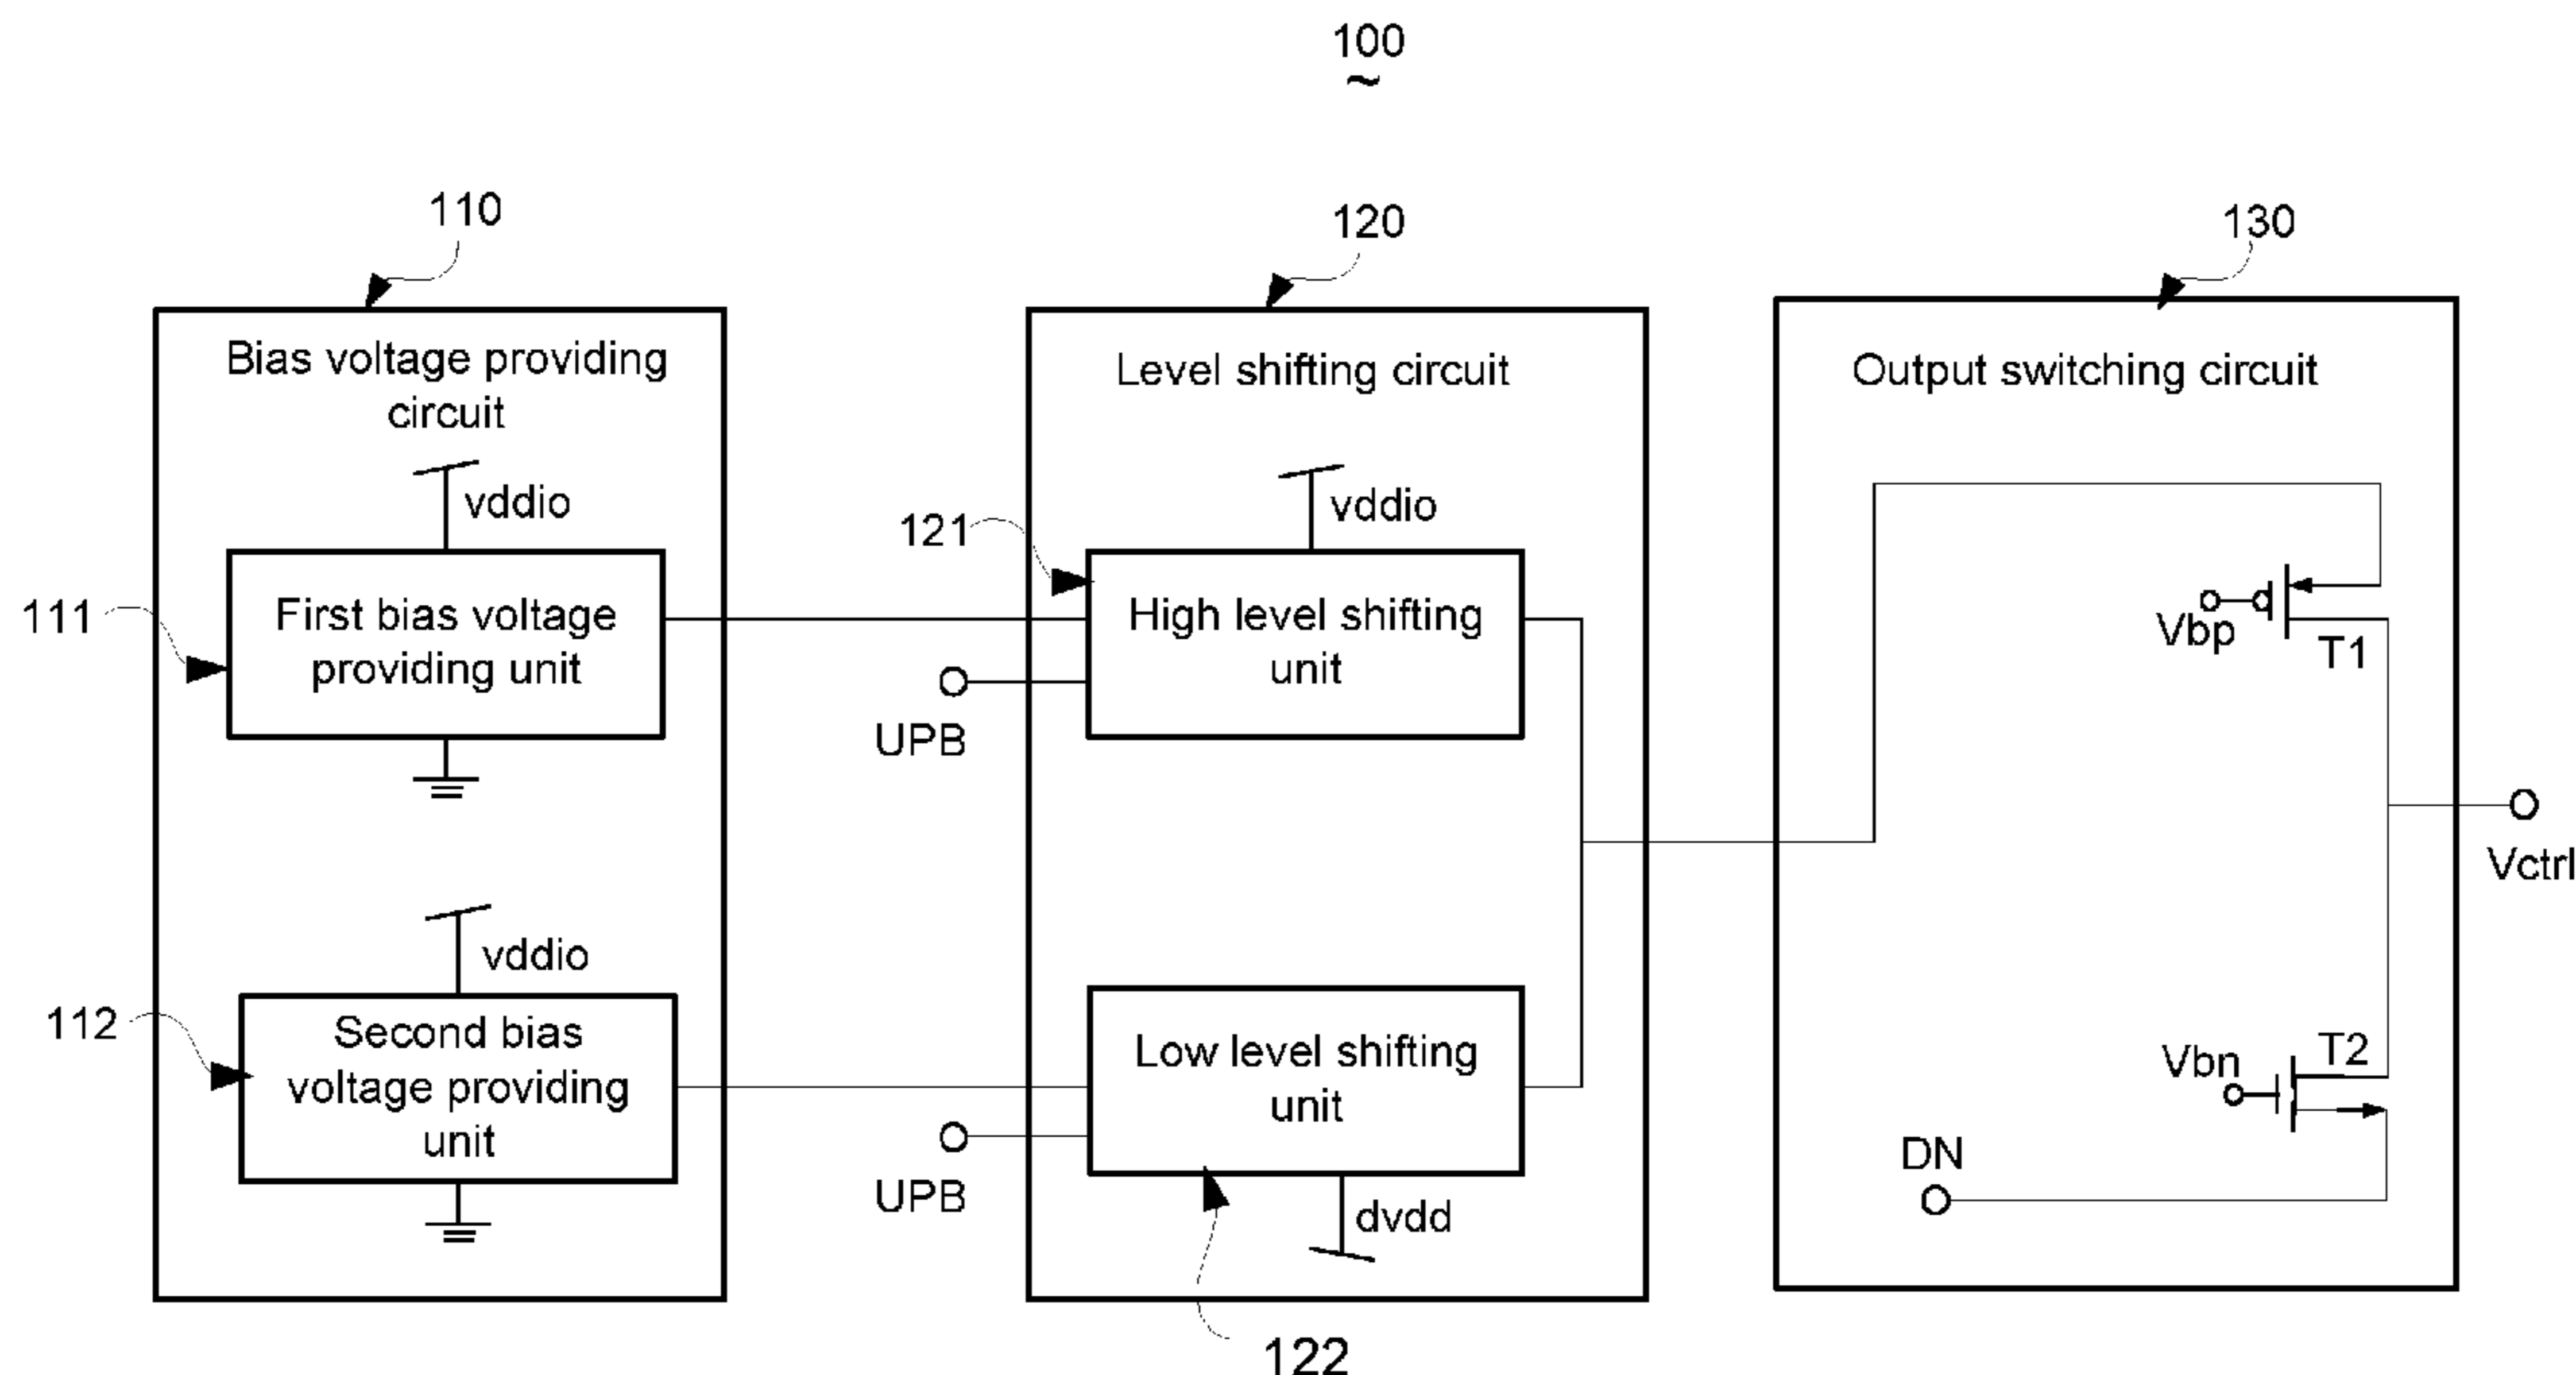 100
~
110
120
130
Bias voltage providing
circuit
Level shifting circuit
Output switching circuit
vddio
vddio
121
111
First bias voltage
providing unit
High level shifting
unit
Vbp
T1
UPB
Vctrl
vddio
112
Second bias
voltage providing
unit
Low level shifting
unit
Vbn
T2
UPB
DN
dvdd
122